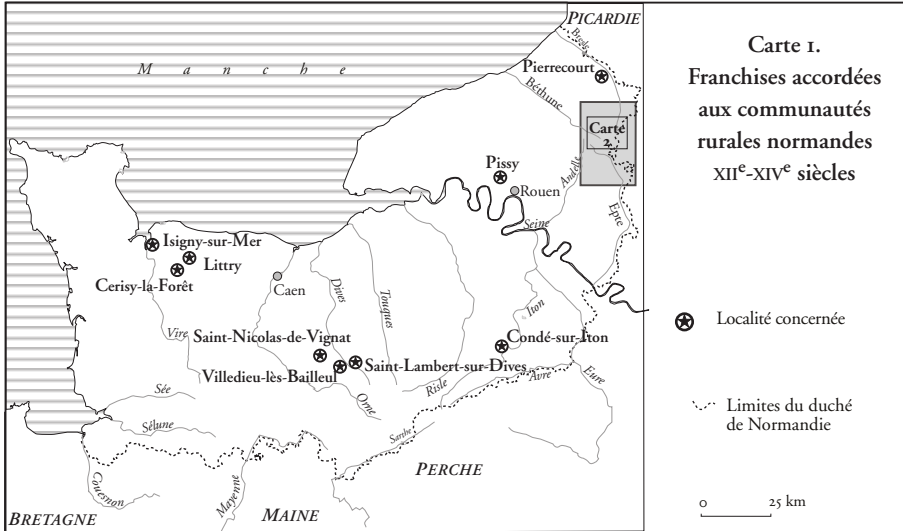 PICARDIE
Bresle
Pierrecourt
Béthune
M a n c h e
Carte
2
Pissy
Andelle
Rouen
Epte
Seine
Isigny-sur-Mer
Littry
Cerisy-la-Forêt
Caen
Dives
Touques
Iton
Vire
Saint-Nicolas-de-Vignat
Condé-sur-Iton
Villedieu-lès-Bailleul
Saint-Lambert-sur-Dives
Avre
Eure
Risle
Orne
Sée
Sélune
Sarthe
PERCHE
Couesnon
Mayenne
BRETAGNE
MAINE
Carte 1.
Franchises accordées
aux communautés
rurales normandes
XIIe-XIVe siècles
Localité concernée
Limites du duché
de Normandie
0 25 km